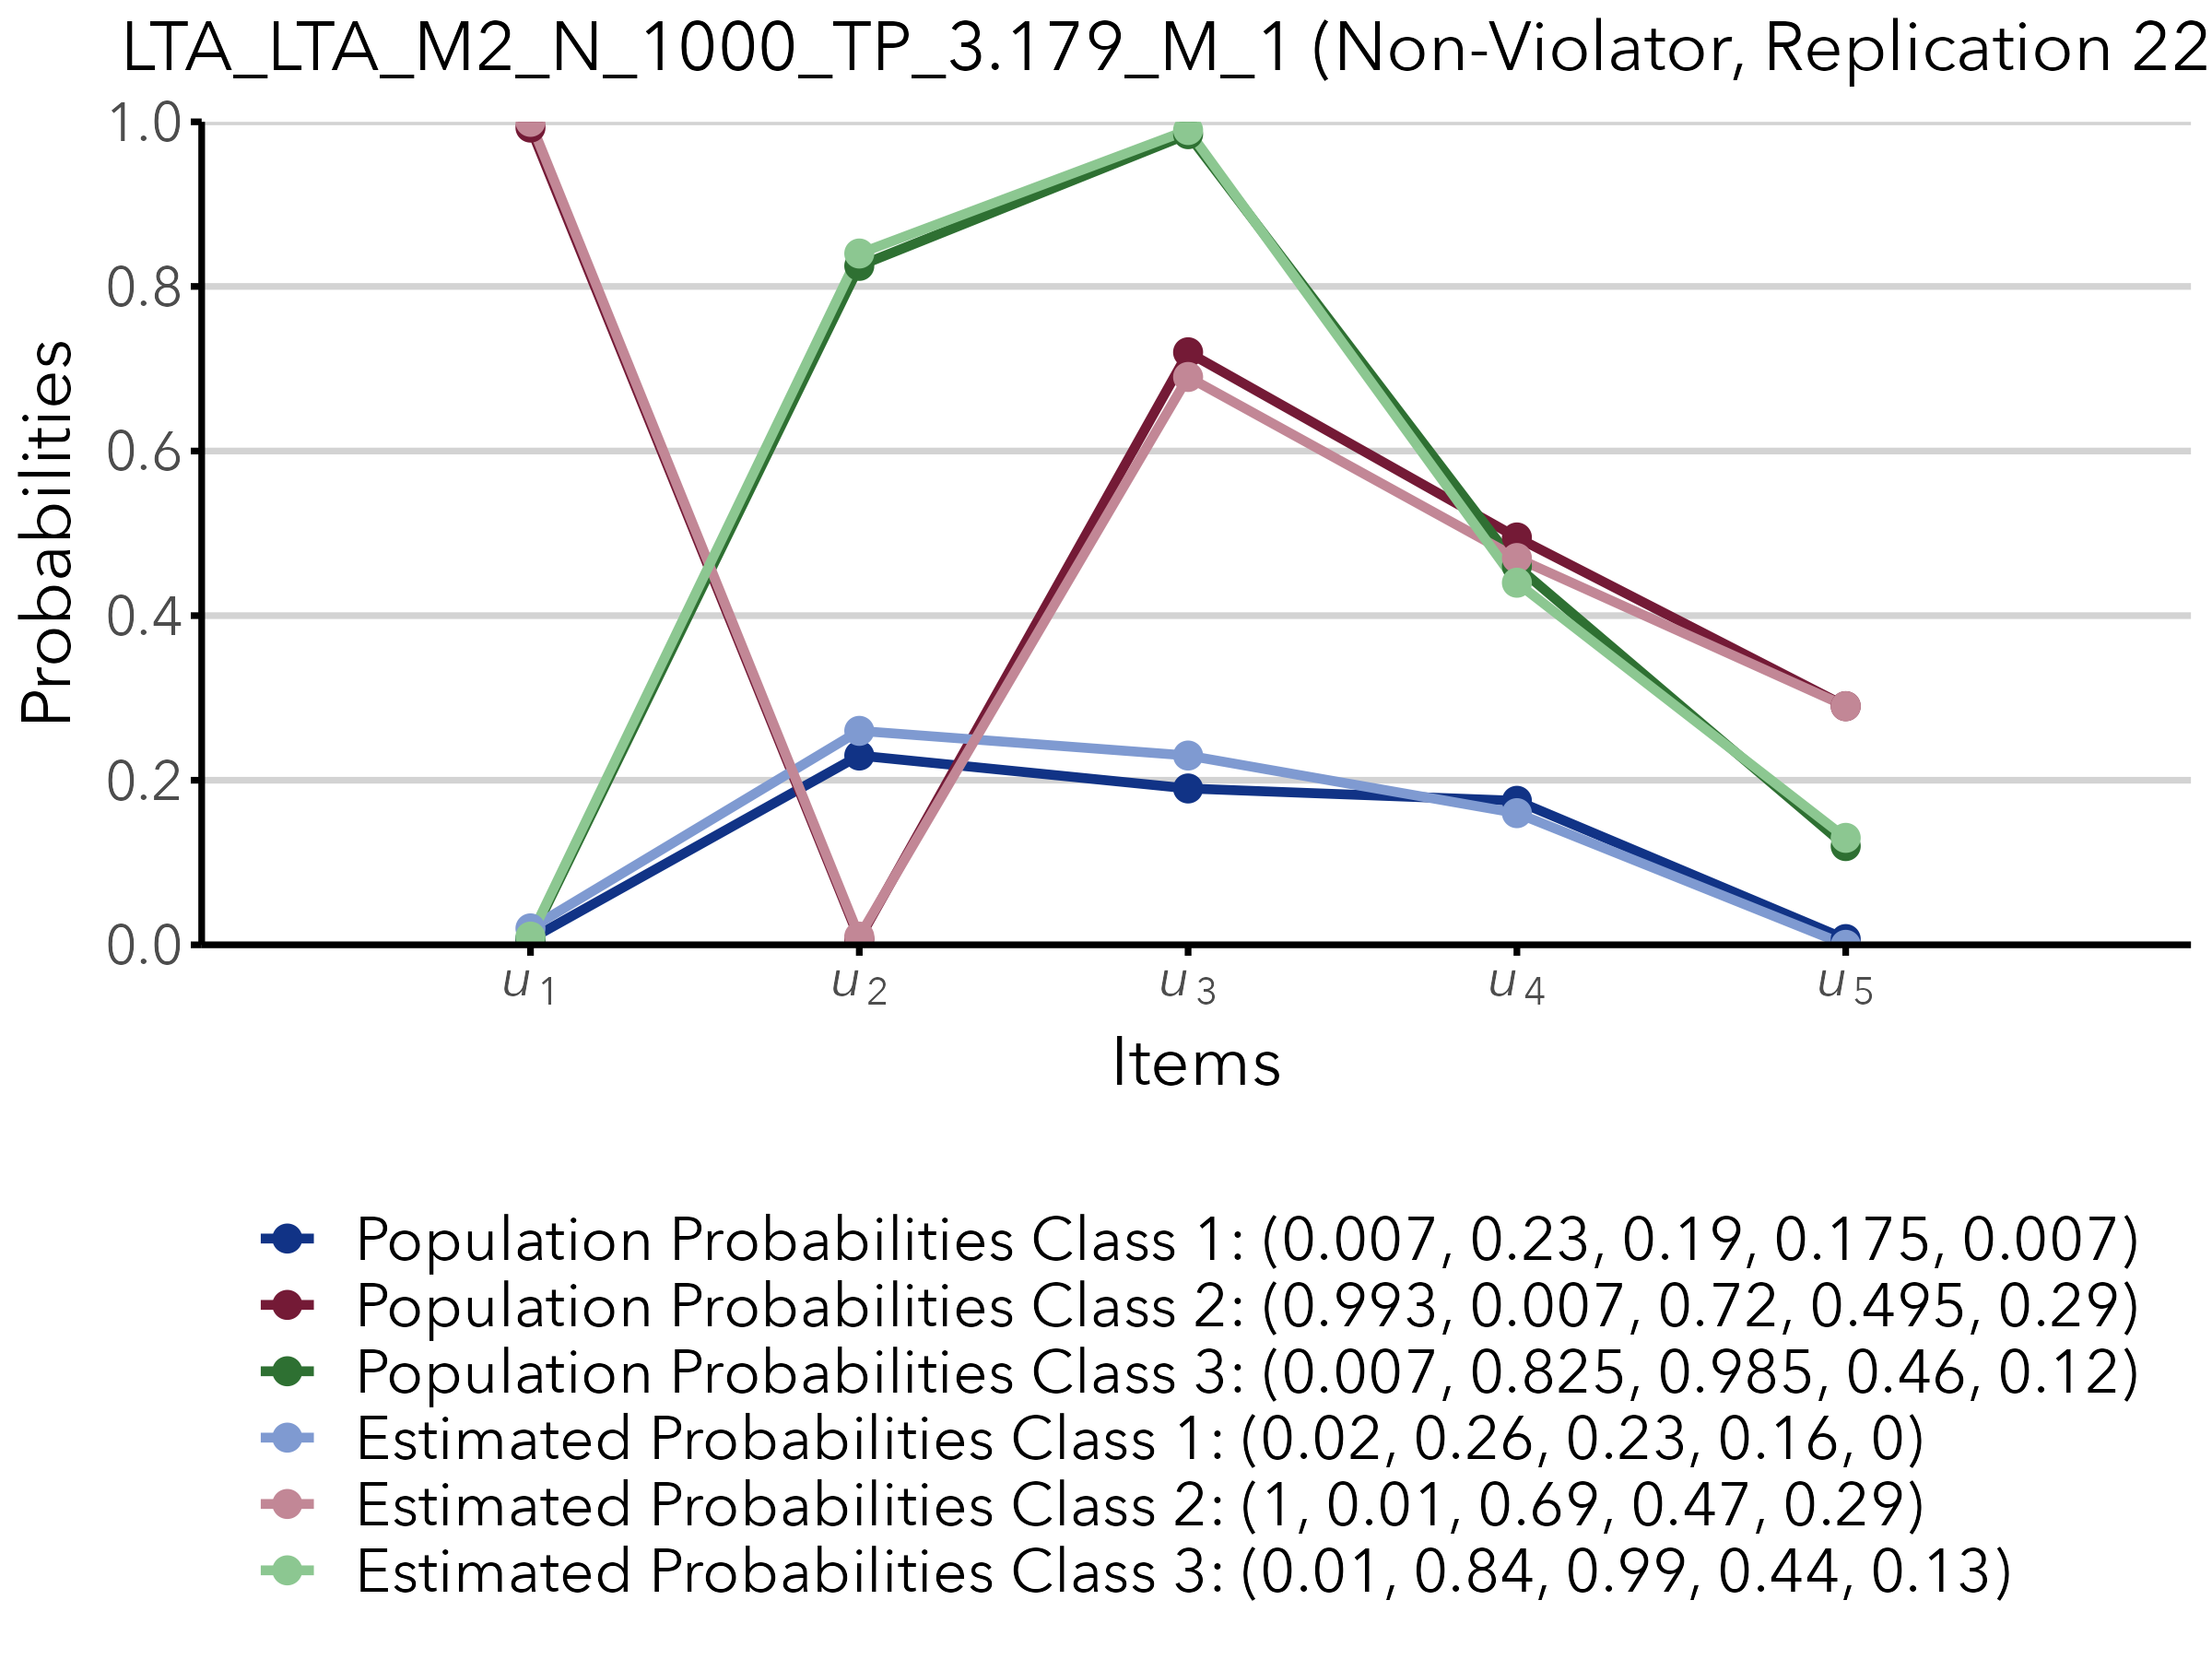 LTA_LTA_M2_N_1000_TP_3.179_M_1 (Non-Violator, Replication 22
1.0
0.8
0.6
0.4
0.2
0.0
Probabilities
u1 u2 u3 u4 u5
Items
Population Probabilities Class 1: (0.007, 0.23, 0.19, 0.175, 0.007)
Population Probabilities Class 2: (0.993, 0.007, 0.72, 0.495, 0.29)
Population Probabilities Class 3: (0.007, 0.825, 0.985, 0.46, 0.12)
Estimated Probabilities Class 1: (0.02, 0.26, 0.23, 0.16, 0)
Estimated Probabilities Class 2: (1, 0.01, 0.69, 0.47, 0.29)
Estimated Probabilities Class 3: (0.01, 0.84, 0.99, 0.44, 0.13)